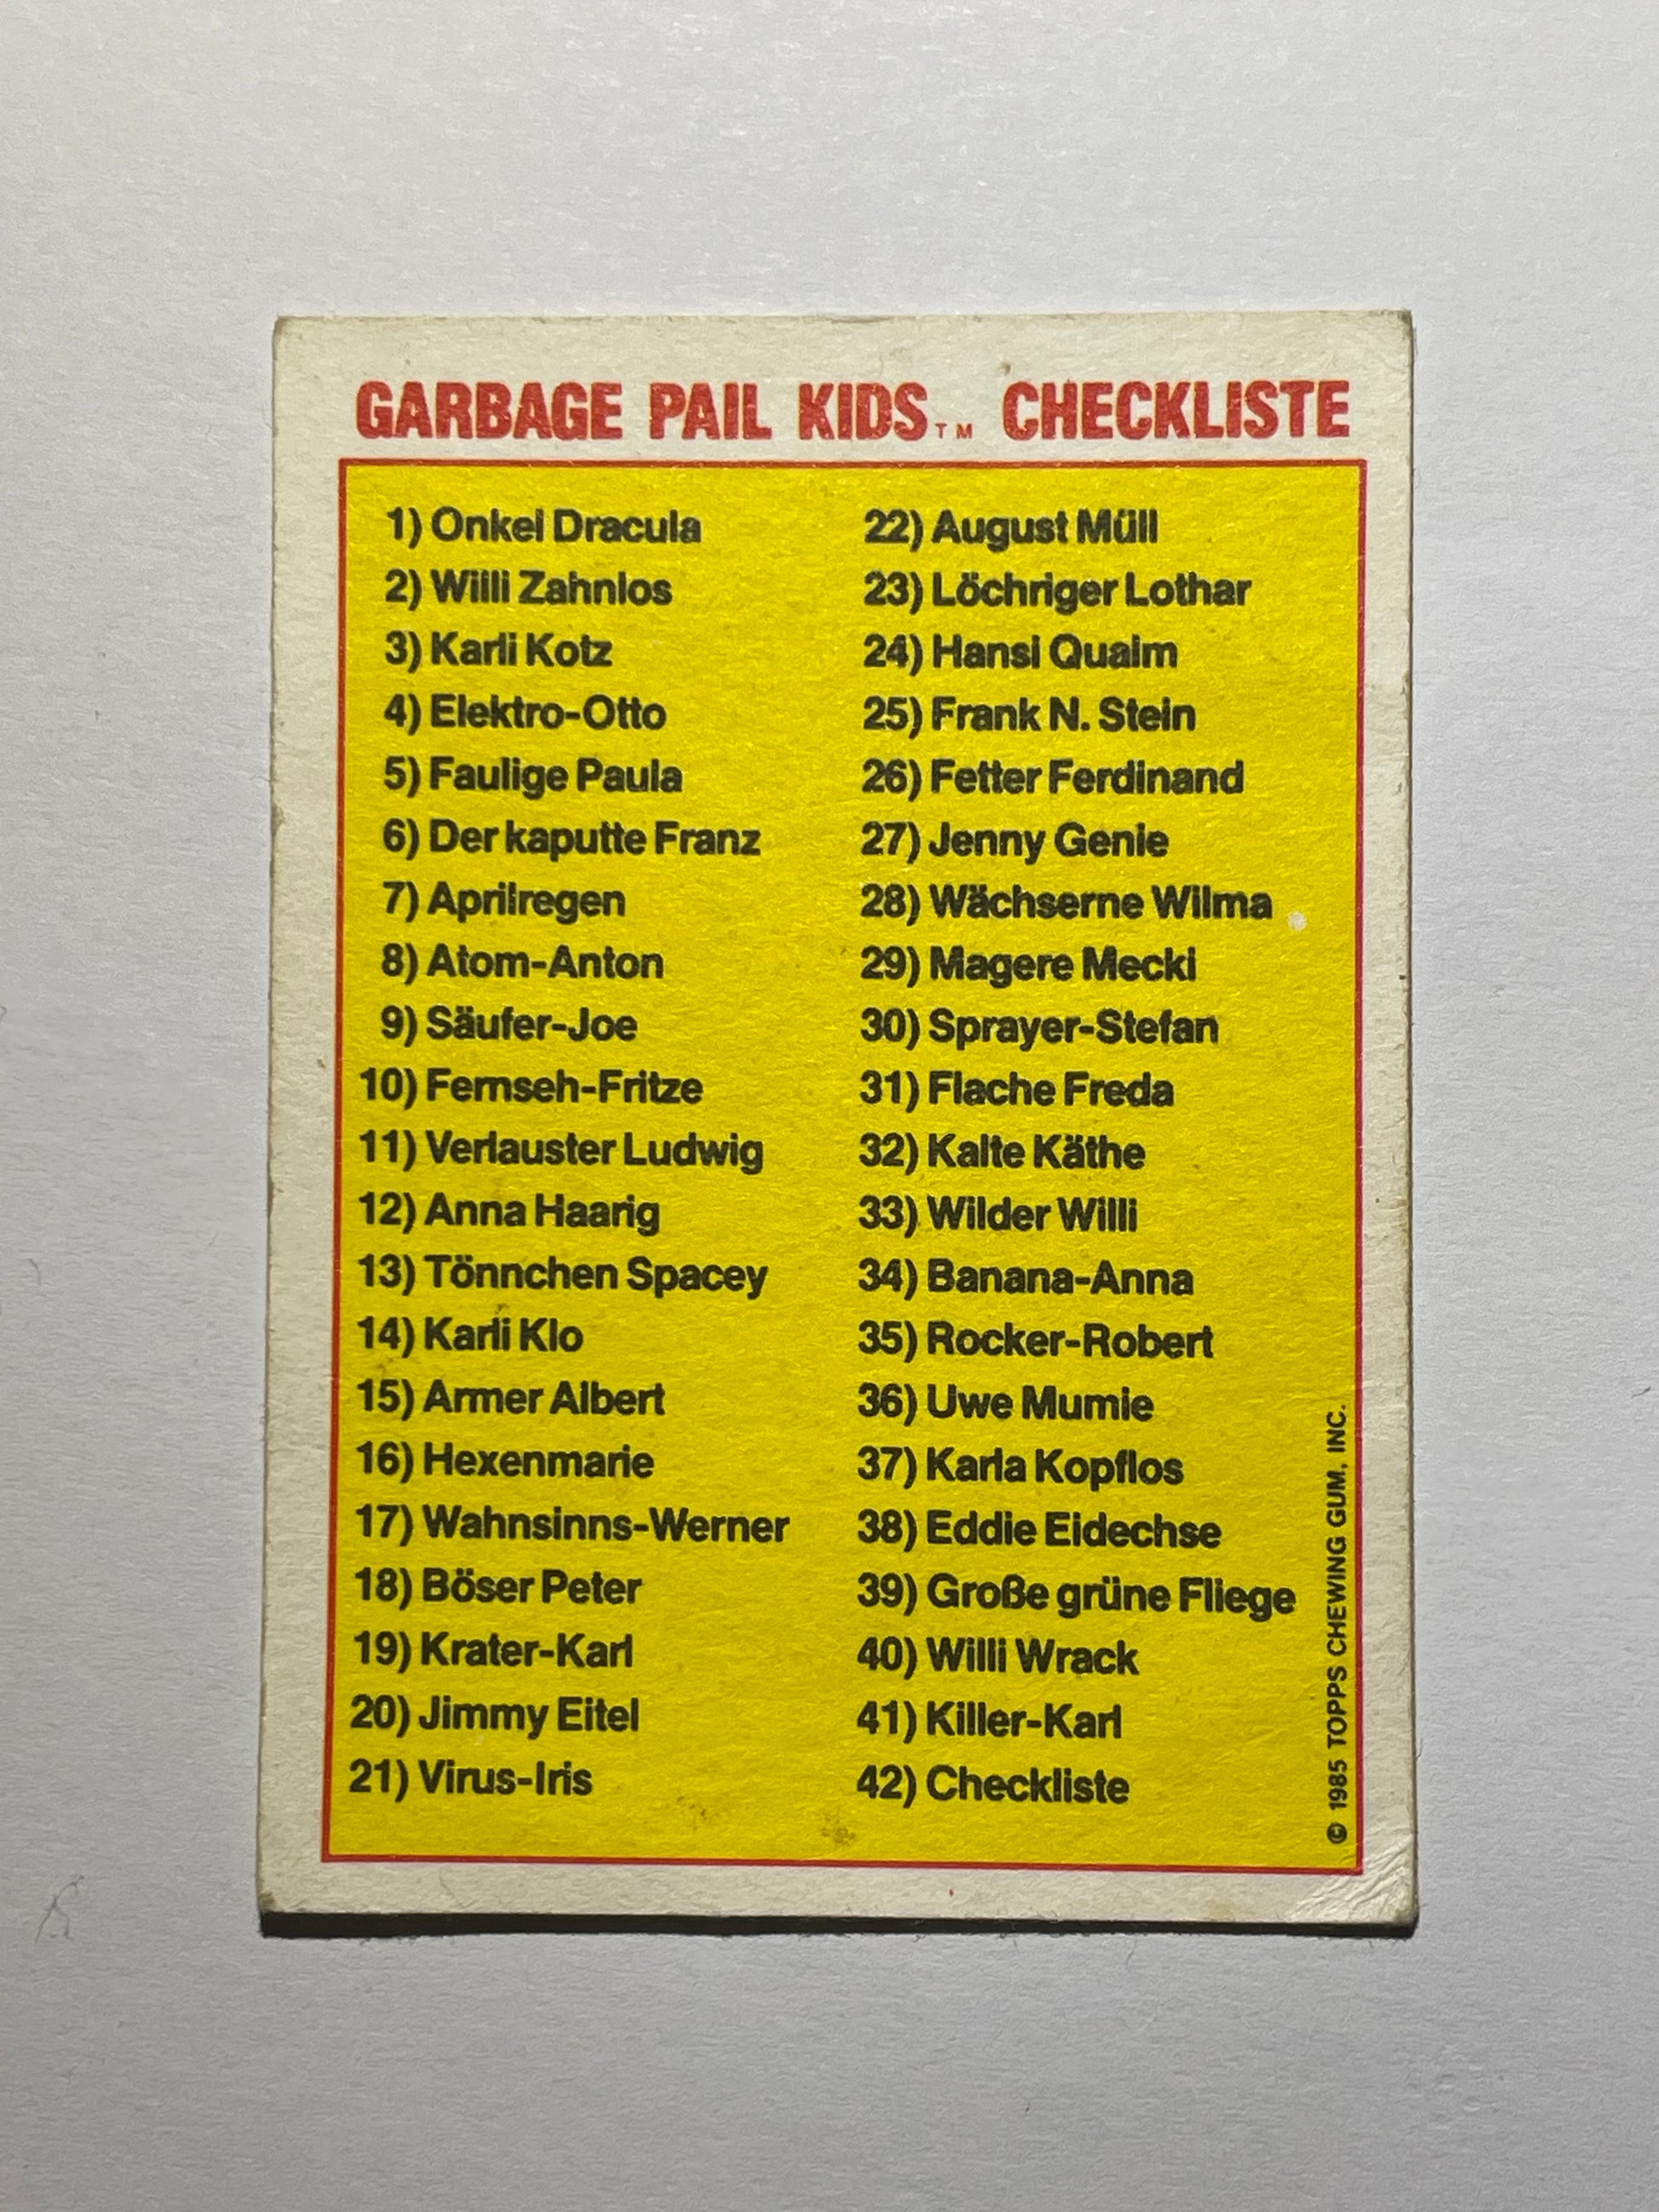 GARBAGE PAIL KIDS™ CHECKLISTE
1) Onkel Dracula
2) Willi Zahnlos
3) Karli Kotz
4) Elektro-Otto
5) Faulige Paula
6) Der kaputte Franz
7) Aprilregen
8) Atom-Anton
9) Säufer-Joe
10) Fernseh-Fritze
11) Verlauster Ludwig
12) Anna Haarig
13) Tönnchen Spacey
14) Karli Klo
15) Armer Albert
16) Hexenmarie
17) Wahnsinns-Werner
18) Böser Peter
19) Krater-Karl
20) Jimmy Eitel
21) Virus-Iris
22) August Müll
23) Löchriger Lothar
24) Hansi Qualm
25) Frank N. Stein
26) Fetter Ferdinand
27) Jenny Genie
28) Wächserne Wilma
29) Magere Mecki
30) Sprayer-Stefan
31) Flache Freda
32) Kalte Käthe
33) Wilder Willi
34) Banana-Anna
35) Rocker-Robert
36) Uwe Mumie
37) Karla Kopflos
38) Eddie Eidechse
39) Große grüne Fliege
40) Willi Wrack
41) Killer-Karl
42) Checkliste
© 1985 TOPPS CHEWING GUM, INC.